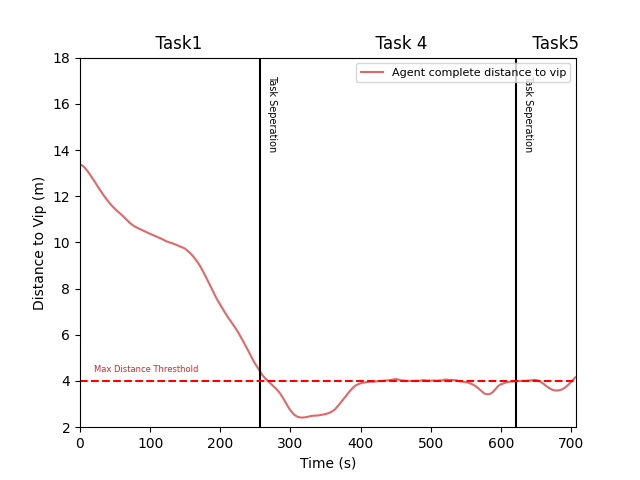 Task1 Task 4 Task5
Agent complete distance to vip
Task Seperation
Task Seperation
Max Distance Thresthold
Distance to Vip (m)
18
16
14
12
10
8
6
4
2
0 100 200 300 400 500 600 700
Time (s)